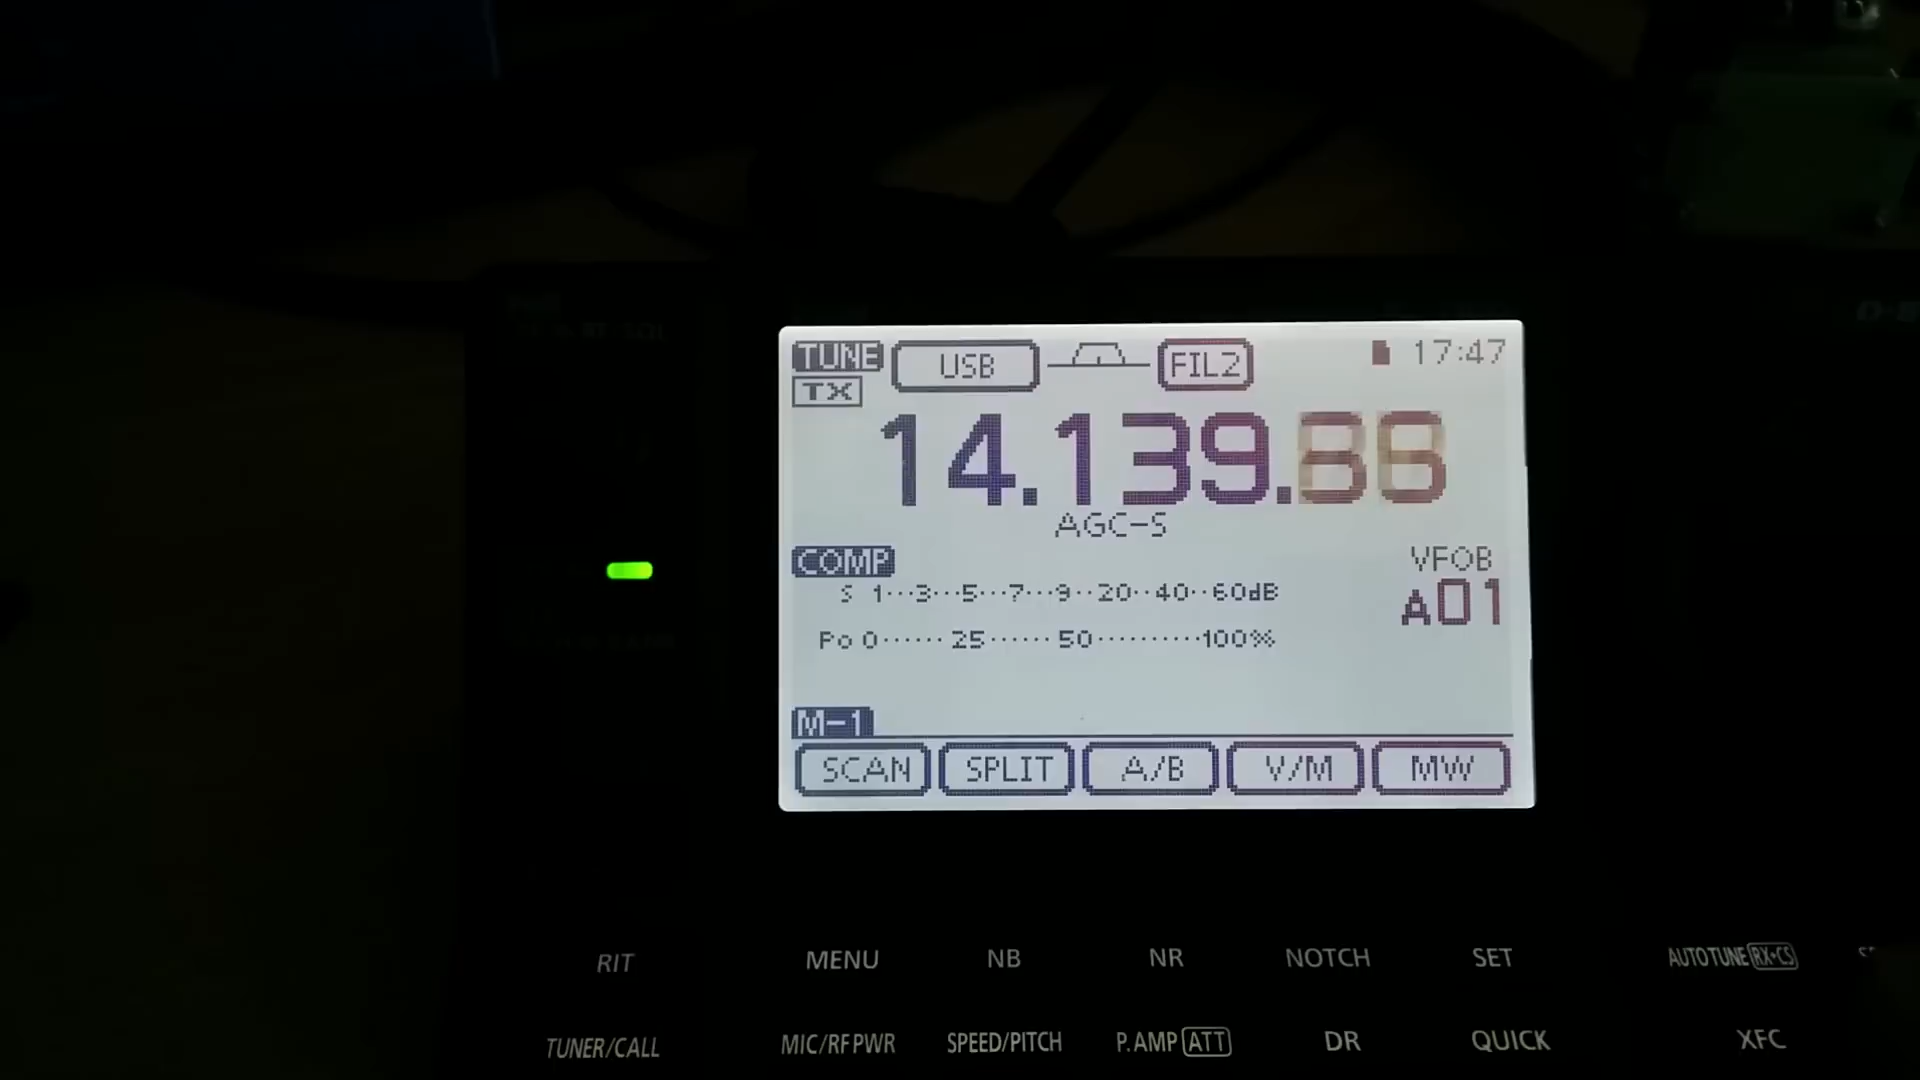 TUNE USB FIL2 17:47
TX
14.139.
AGC-S
COMP VFOB
S 1···3···5···7···9··20··40··60dB A01
Po 0······25······50··········100%
M-1
SCAN SPLIT A/B V/M MW
RIT MENU NB NR NOTCH SET AUTOTUNE RX→CS
TUNER/CALL MIC/RF PWR SPEED/PITCH P.AMP ATT DR QUICK XFC